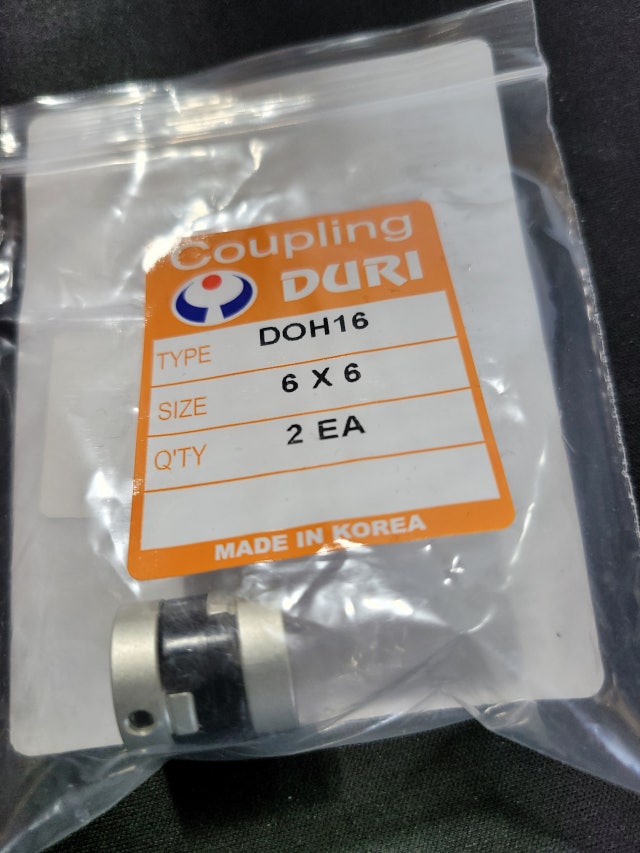 Coupling
DURI
TYPE DOH16
SIZE 6 X 6
Q'TY 2 EA
MADE IN KOREA